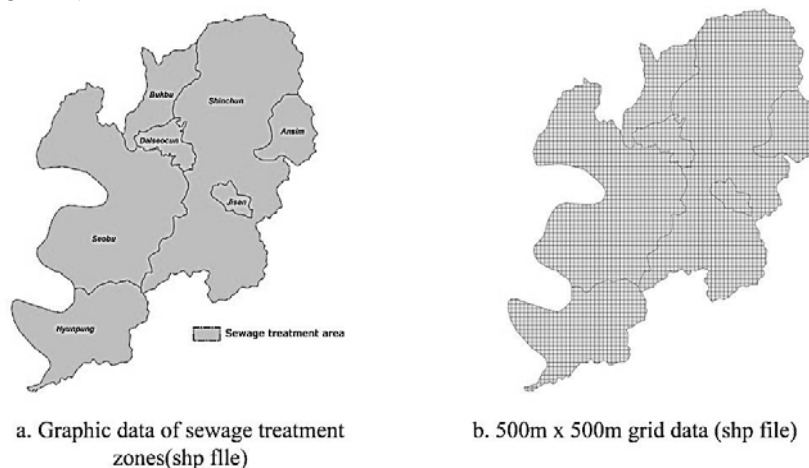 Bukbu
Shinchun
Ansim
Dalseocun
Jisan
Seobu
Hyunpung
Sewage treatment area
a. Graphic data of sewage treatment
zones(shp flle)
b. 500m x 500m grid data (shp file)